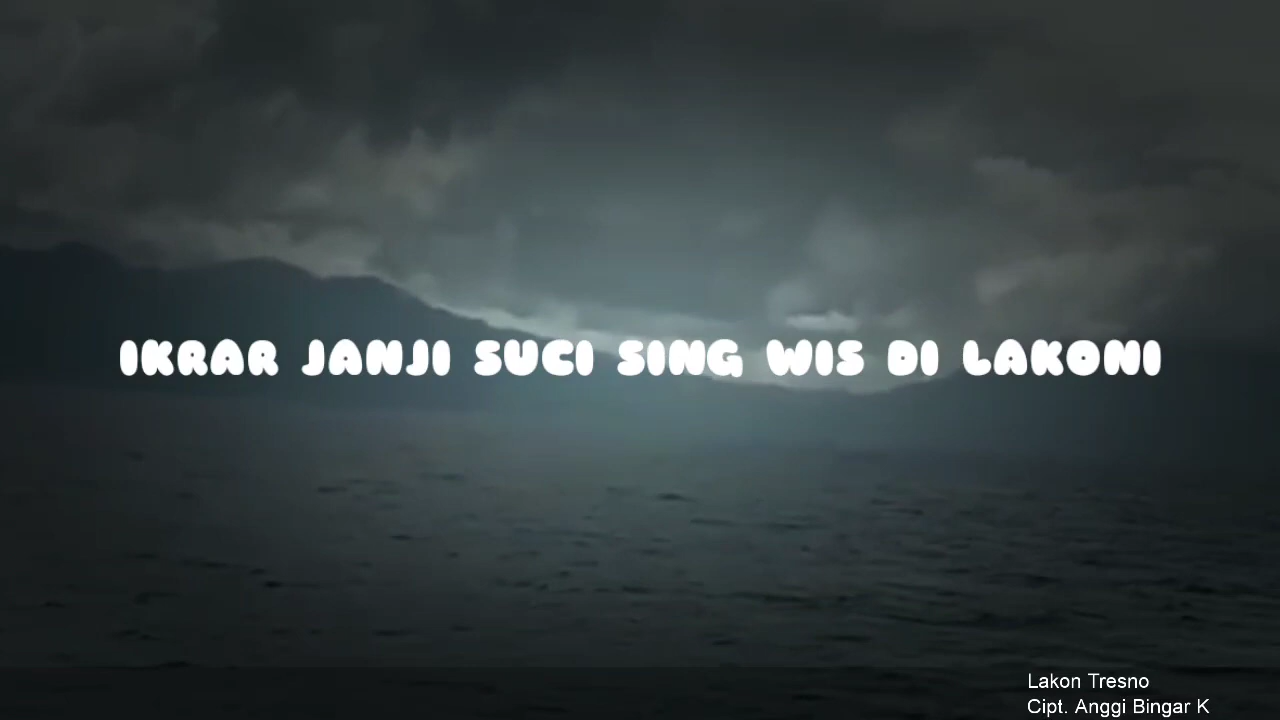 IKRAR JANJI SUCI SING WIS DI LAKONI
Lakon Tresno
Cipt. Anggi Bingar K